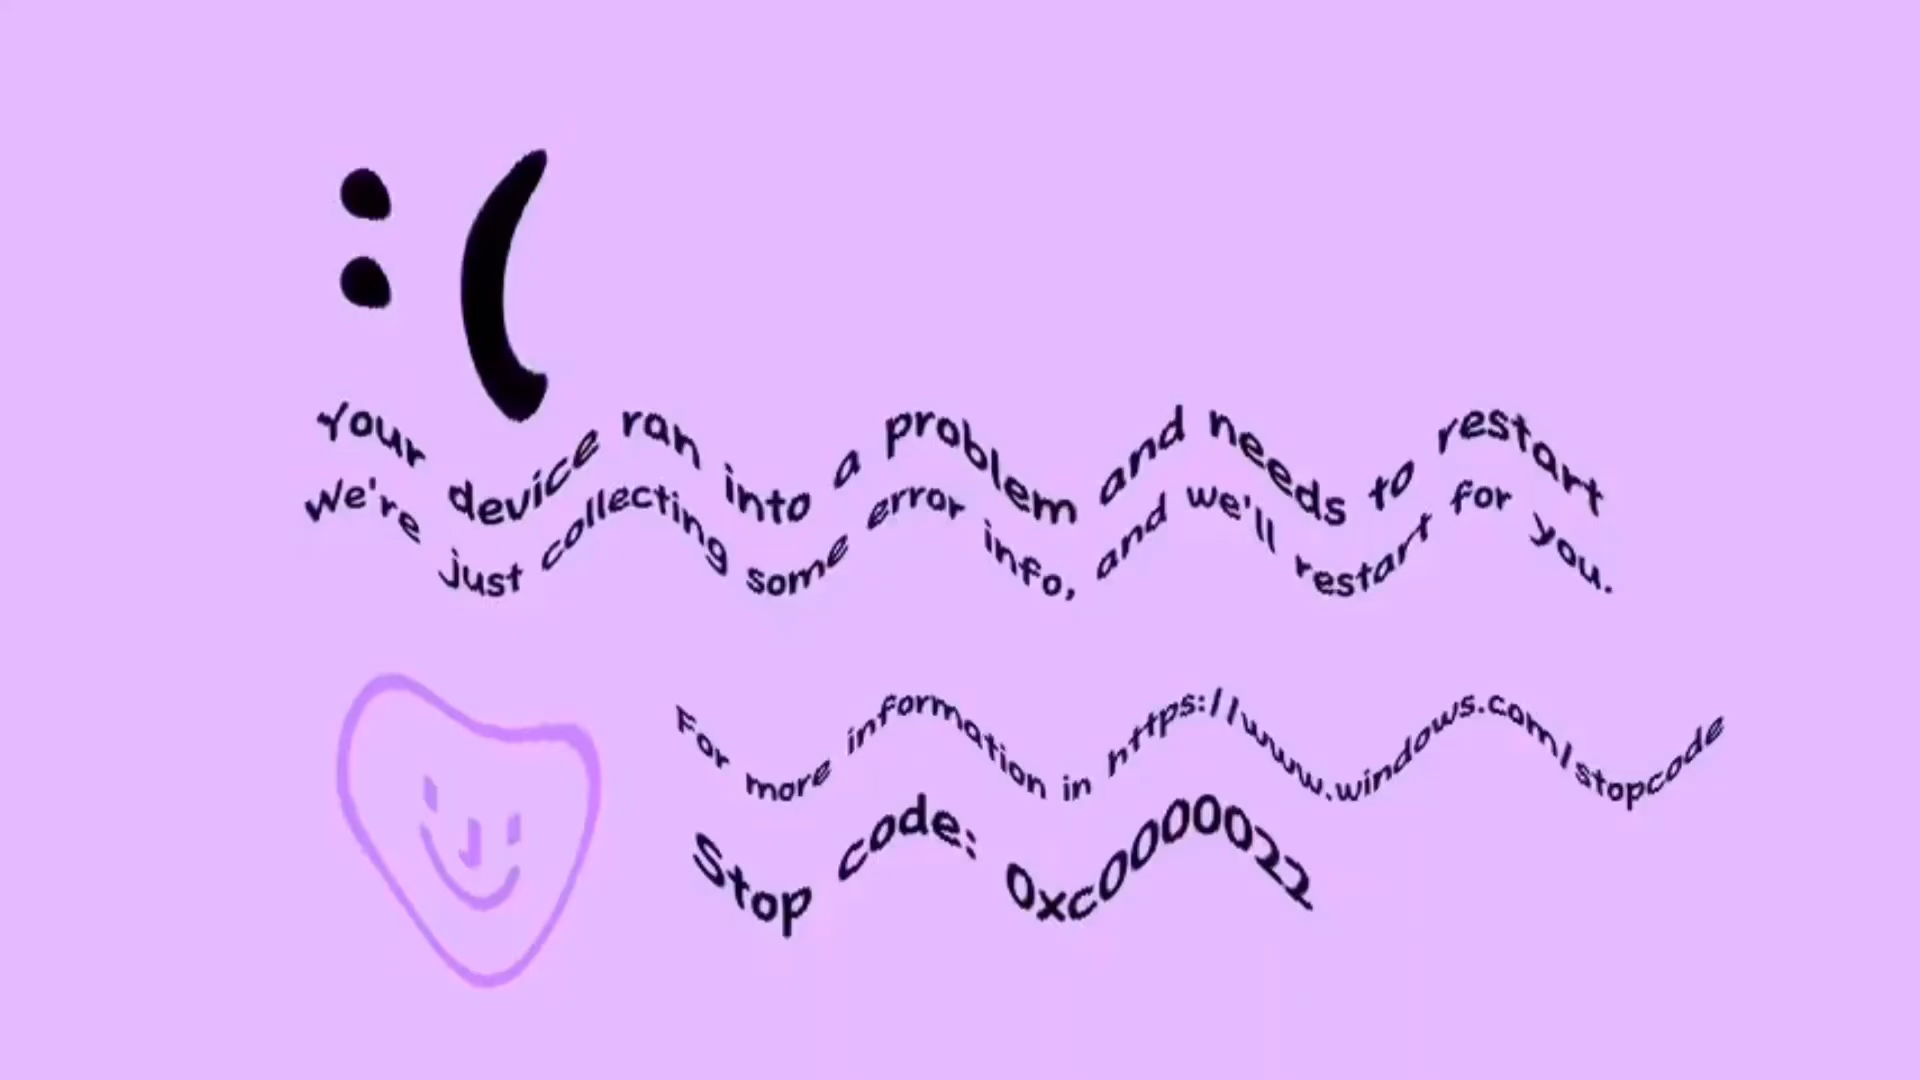 :(
Your device ran into a problem and needs to restart
We're just collecting some error info, and we'll restart for you.
For more information in https://www.windows.com/stopcode
Stop code: 0xc0000022